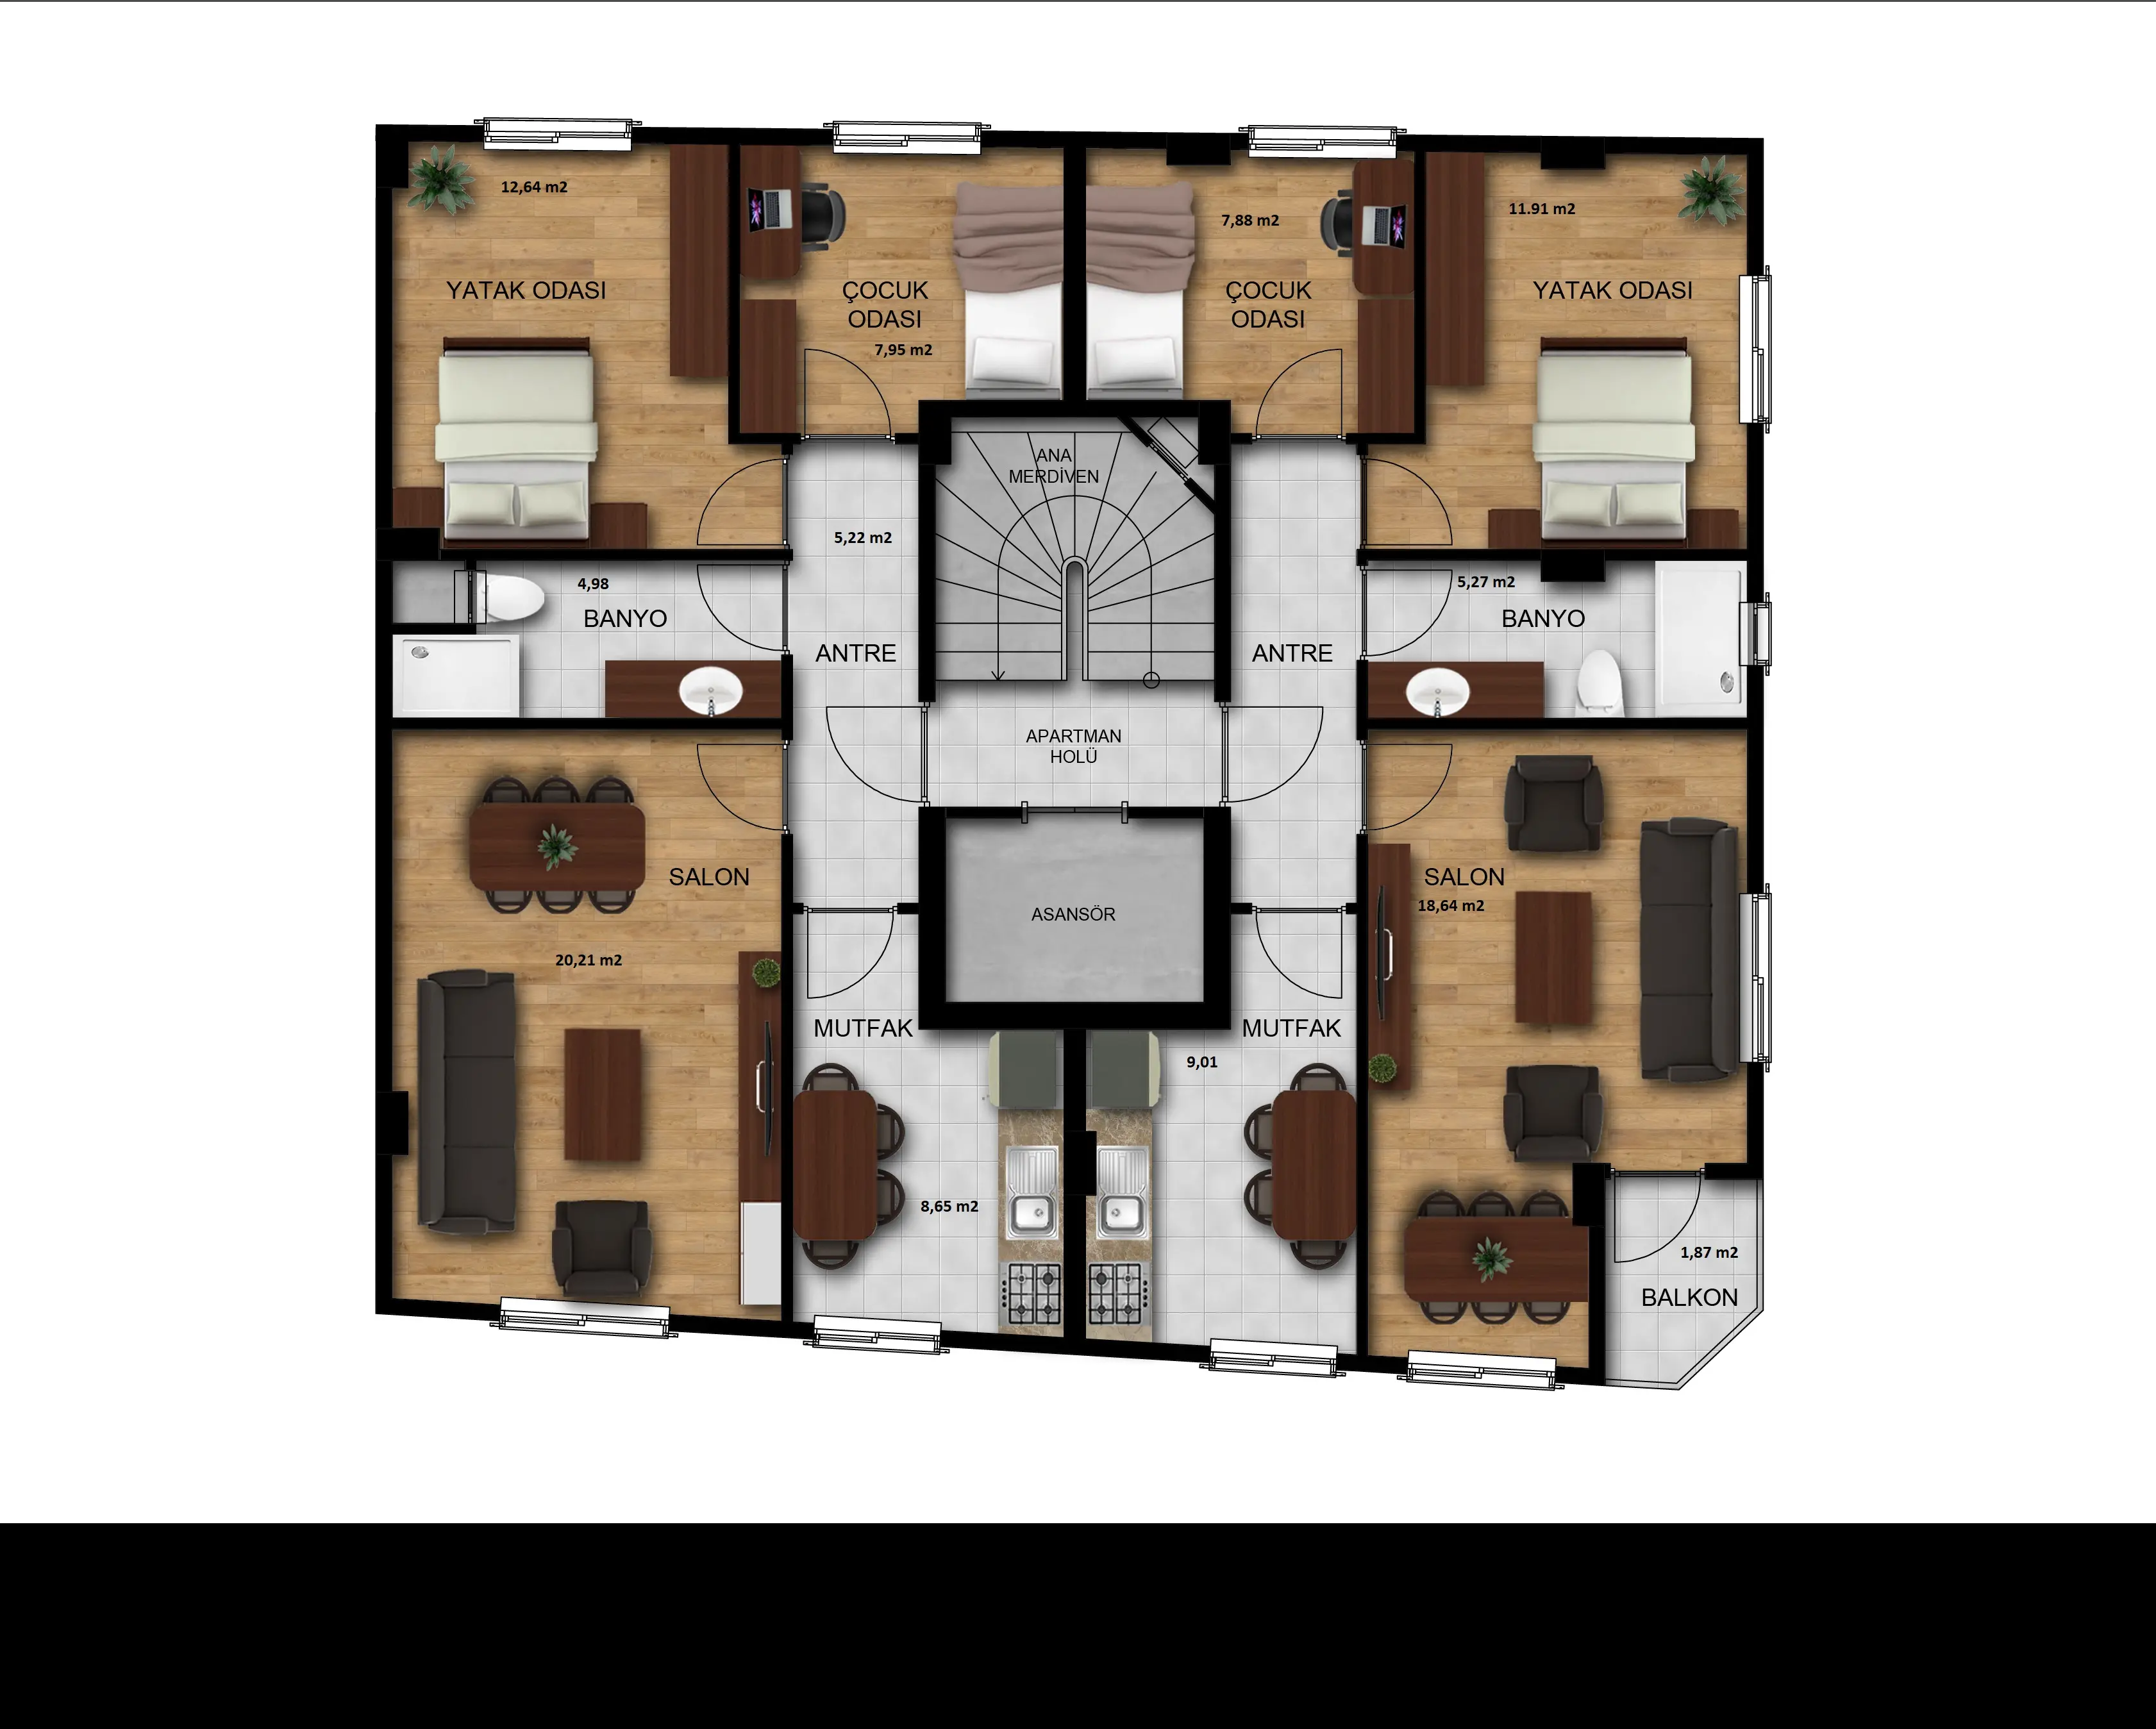 12,64 m2
YATAK ODASI
ÇOCUK
ODASI
7,95 m2
7,88 m2
ÇOCUK
ODASI
11.91 m2
YATAK ODASI
ANA
MERDİVEN
5,22 m2
4,98
BANYO
ANTRE
ANTRE
5,27 m2
BANYO
APARTMAN
HOLÜ
SALON
20,21 m2
ASANSÖR
SALON
18,64 m2
MUTFAK
8,65 m2
MUTFAK
9,01
1,87 m2
BALKON